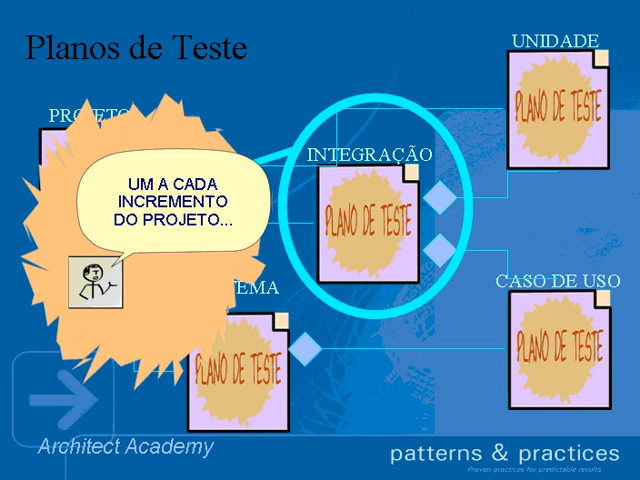 Planos de Teste
UNIDADE
PLANO DE TESTE
PROJETO
INTEGRAÇÃO
PLANO DE TESTE
UM A CADA
INCREMENTO
DO PROJETO...
CASO DE USO
PLANO DE TESTE
TEMA
PLANO DE TESTE
Architect Academy
patterns & practices
Proven practices for predictable results